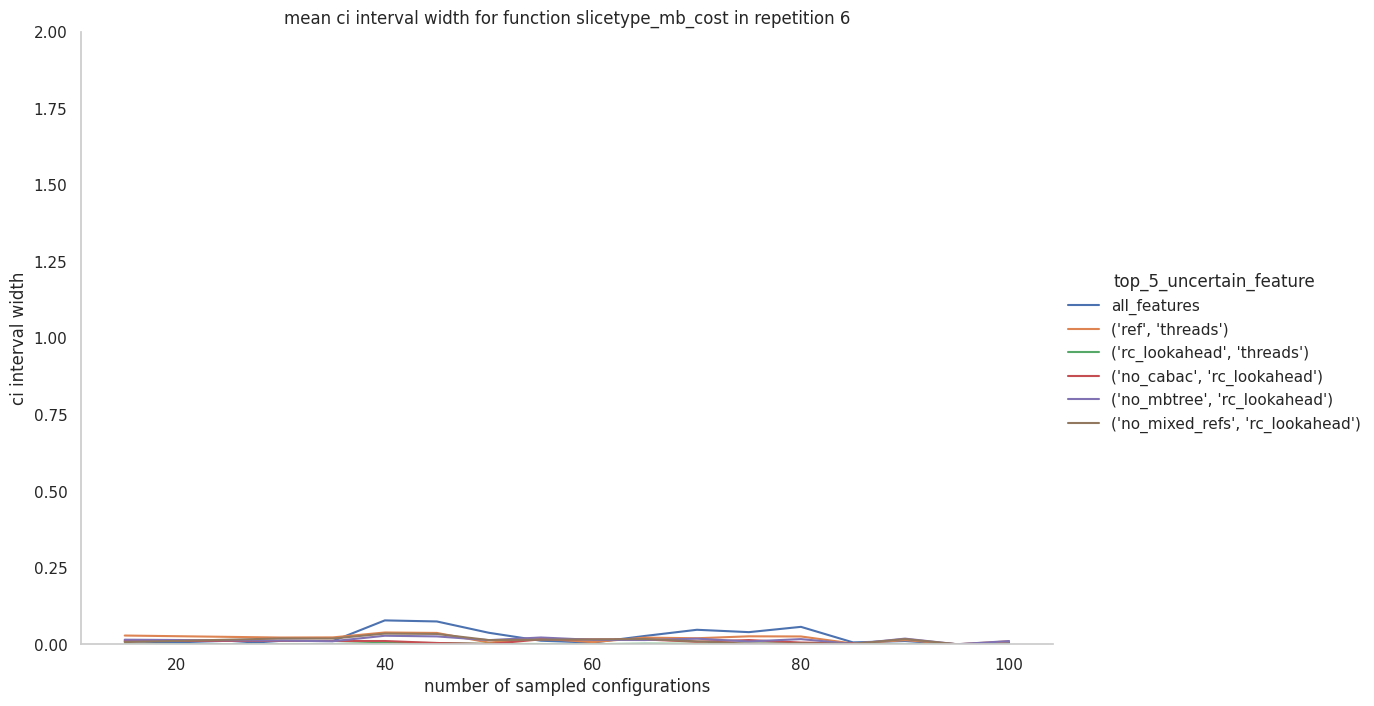 mean ci interval width for function slicetype_mb_cost in repetition 6
2.00
1.75
1.50
1.25
1.00
0.75
0.50
0.25
0.00
ci interval width
20
40
60
80
100
number of sampled configurations
top_5_uncertain_feature
all_features
('ref', 'threads')
('rc_lookahead', 'threads')
('no_cabac', 'rc_lookahead')
('no_mbtree', 'rc_lookahead')
('no_mixed_refs', 'rc_lookahead')